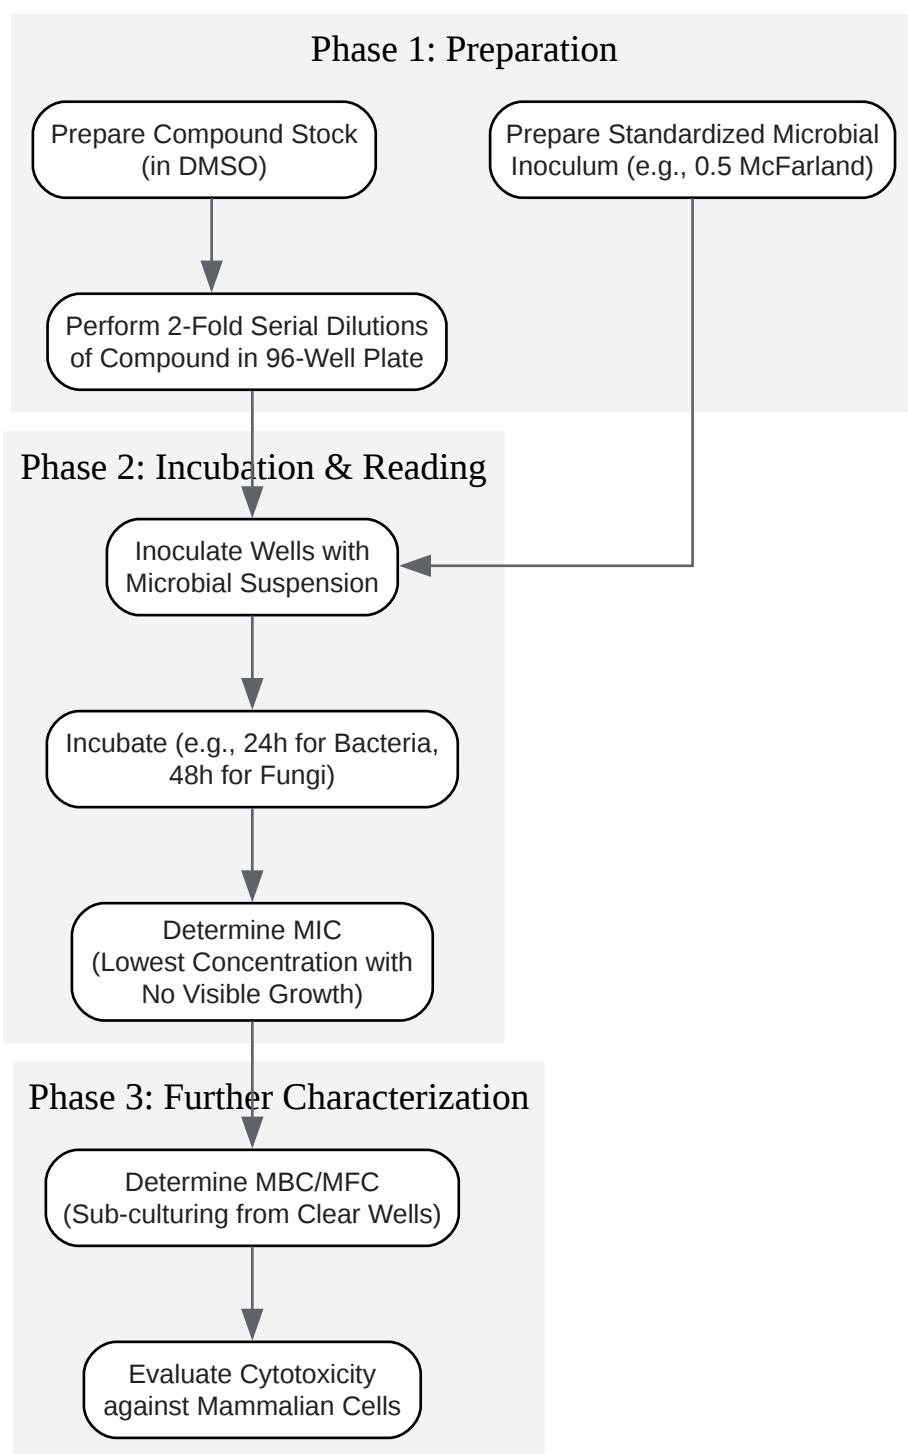 Phase 1: Preparation
Prepare Compound Stock
(in DMSO)
Prepare Standardized Microbial
Inoculum (e.g., 0.5 McFarland)
Perform 2-Fold Serial Dilutions
of Compound in 96-Well Plate
Phase 2: Incubation & Reading
Inoculate Wells with
Microbial Suspension
Incubate (e.g., 24h for Bacteria,
48h for Fungi)
Determine MIC
(Lowest Concentration with
No Visible Growth)
Phase 3: Further Characterization
Determine MBC/MFC
(Sub-culturing from Clear Wells)
Evaluate Cytotoxicity
against Mammalian Cells